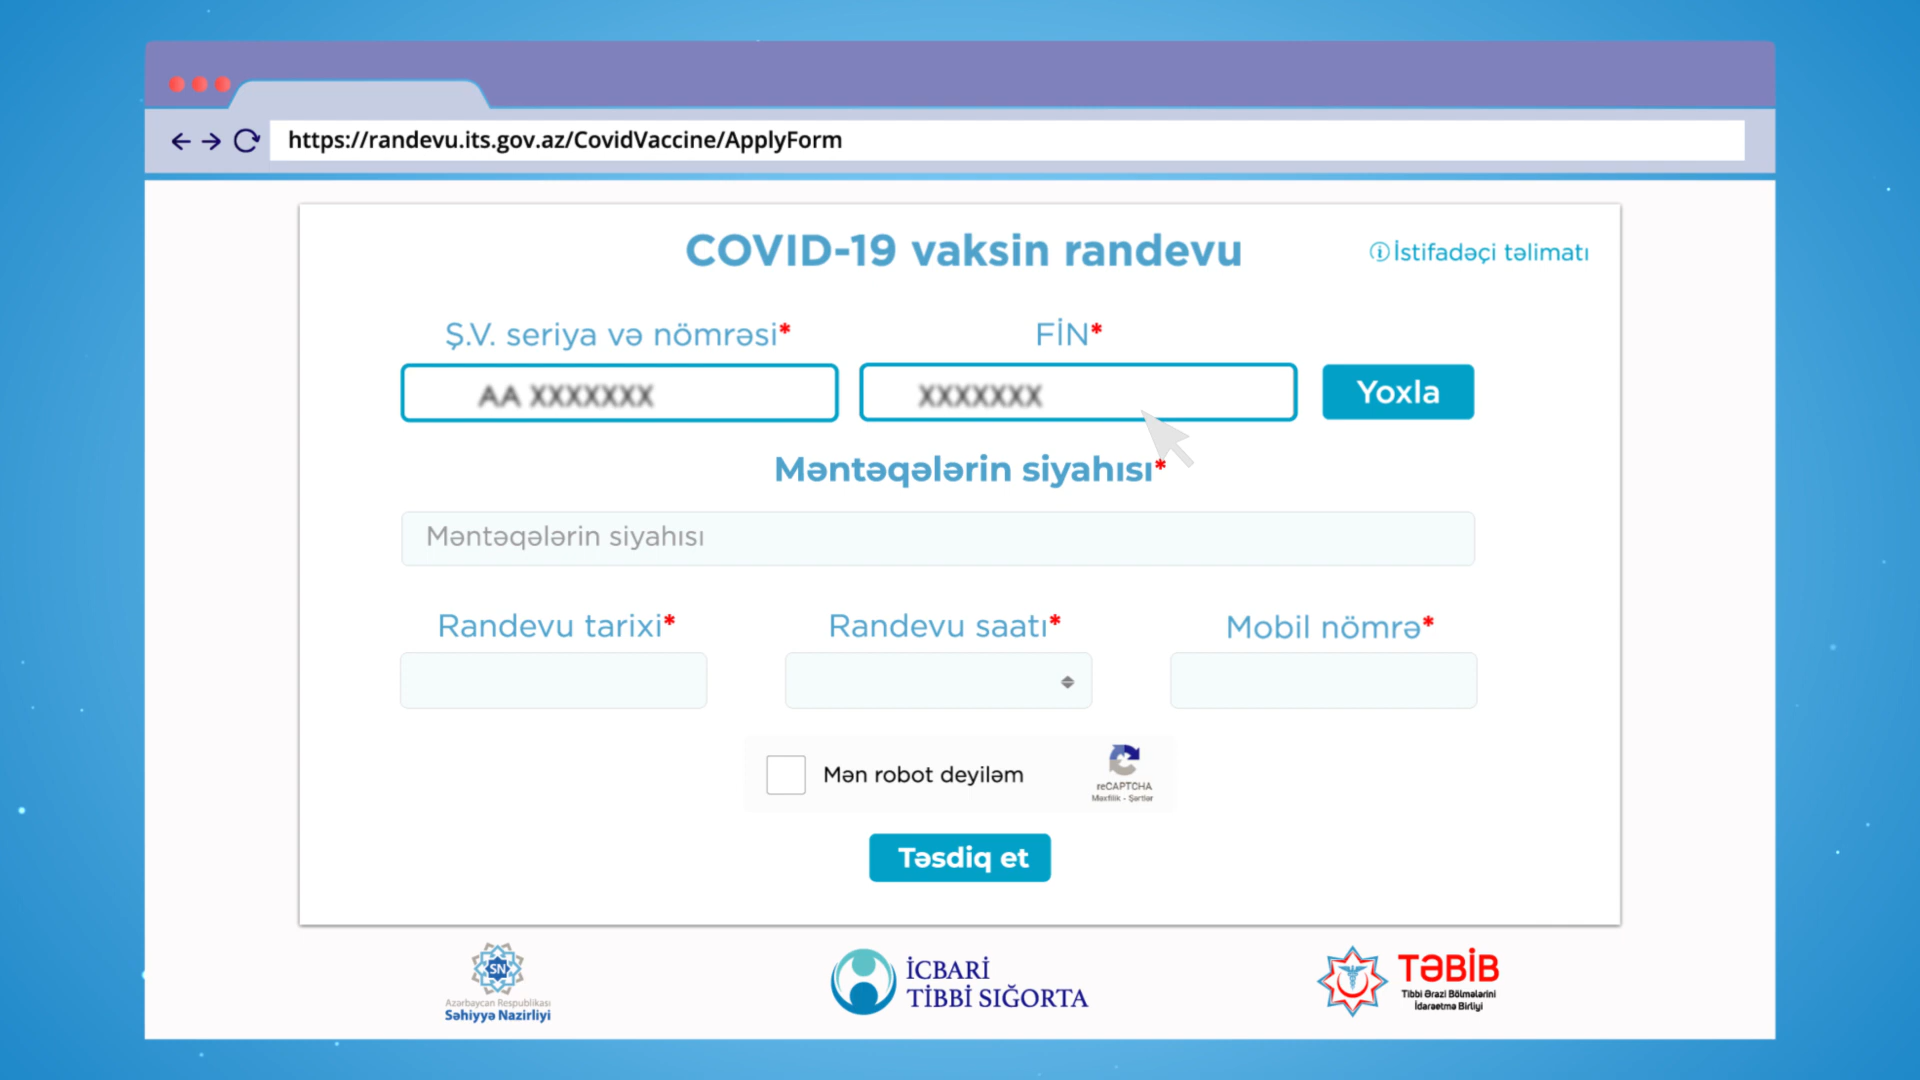 https://randevu.its.gov.az/CovidVaccine/ApplyForm
COVID-19 vaksin randevu
İstifadəçi təlimatı
Ş.V. seriya və nömrəsi*
FİN*
AA XXXXXXX
XXXXXXX
Yoxla
Məntəqələrin siyahısı*
Məntəqələrin siyahısı
Randevu tarixi*
Randevu saatı*
Mobil nömrə*
Mən robot deyiləm
reCAPTCHA
Məxfilik - Şərtlər
Təsdiq et
SN
Azərbaycan Respublikası
Səhiyyə Nazirliyi
İCBARİ
TİBBİ SIĞORTA
TƏBİB
Tibbi Ərazi Bölmələrini
İdarəetmə Birliyi